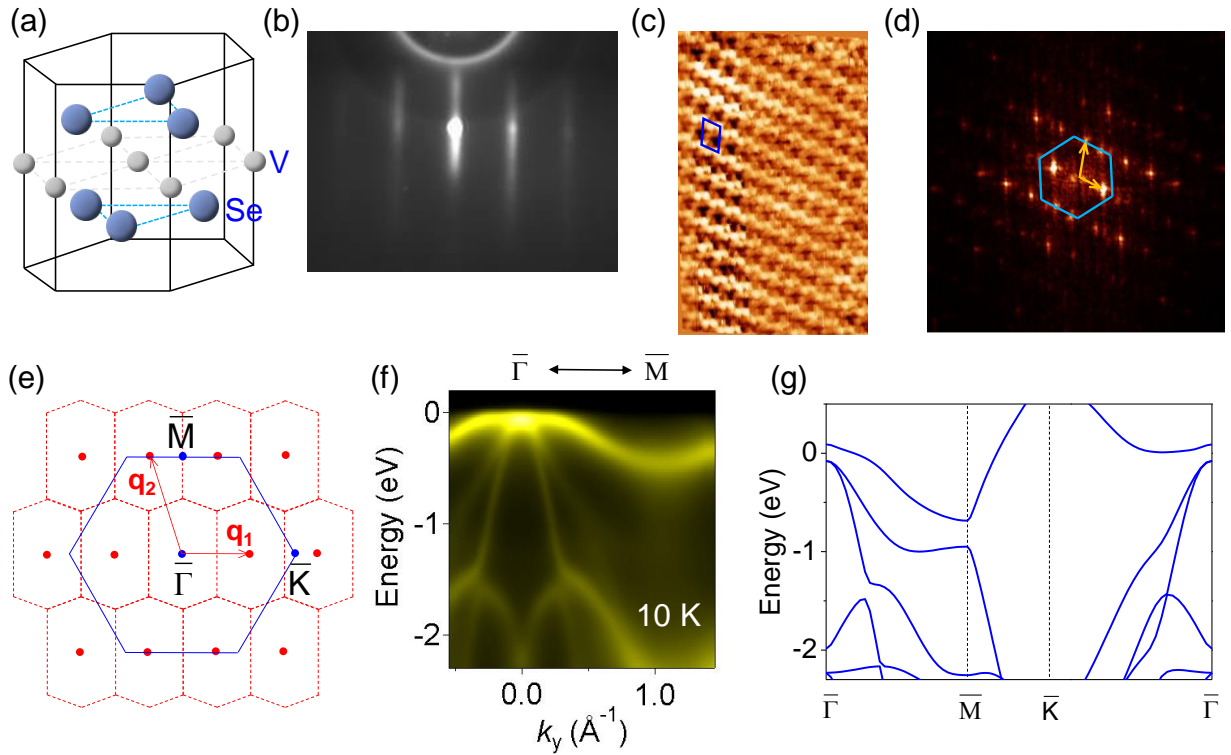 (a)
V
Se
(b)
(c)
(d)
(e)
M̅
q₂
q₁
Γ̅
K̅
(f)
Γ̅ ⟷ M̅
Energy (eV)
0
-1
-2
10 K
0.0 1.0
k_y (Å⁻¹)
(g)
Energy (eV)
0
-1
-2
Γ̅ M̅ K̅ Γ̅